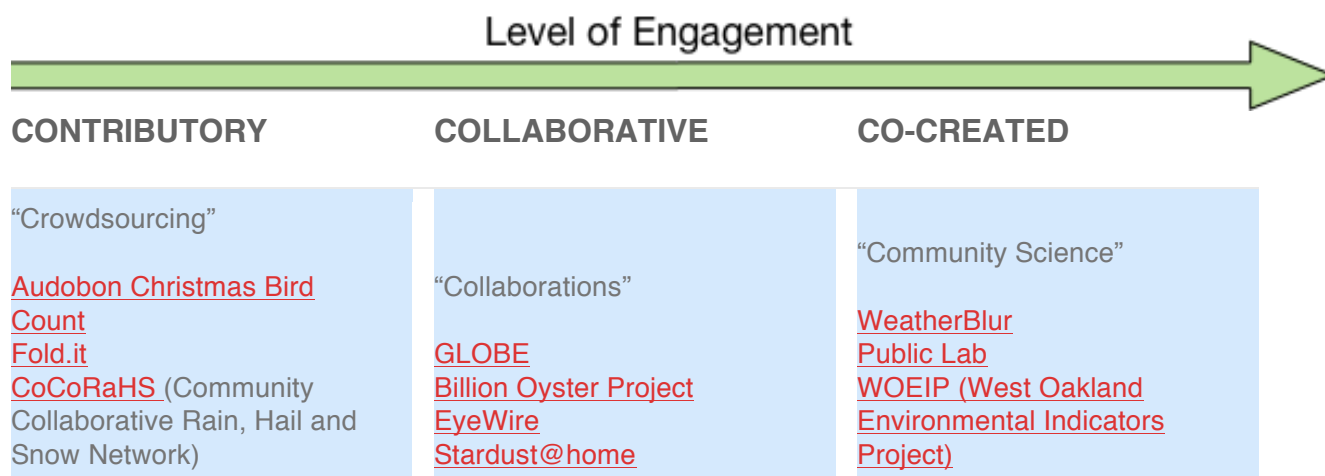 Level of Engagement
CONTRIBUTORY
COLLABORATIVE
CO-CREATED
“Crowdsourcing”
Audobon Christmas Bird
Count
Fold.it
CoCoRaHS (Community
Collaborative Rain, Hail and
Snow Network)
“Collaborations”
GLOBE
Billion Oyster Project
EyeWire
Stardust@home
“Community Science”
WeatherBlur
Public Lab
WOEIP (West Oakland
Environmental Indicators
Project)